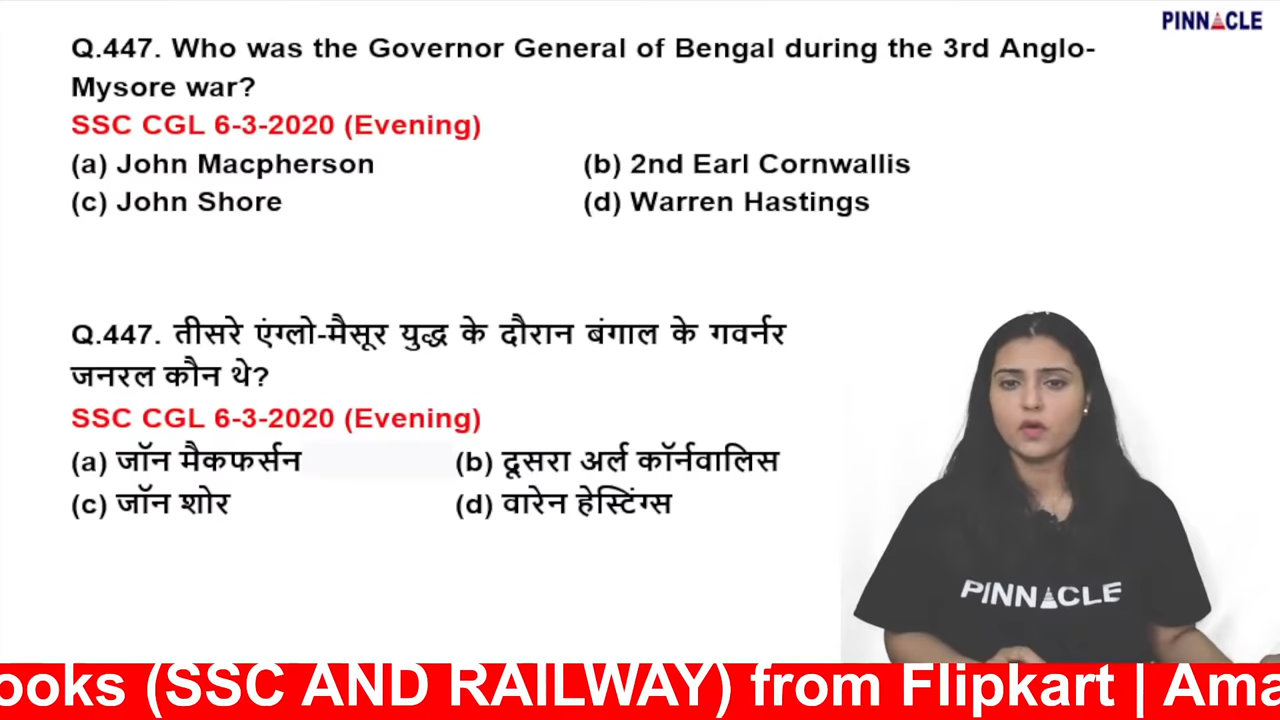 PINNACLE
Q.447. Who was the Governor General of Bengal during the 3rd Anglo-
Mysore war?
SSC CGL 6-3-2020 (Evening)
(a) John Macpherson (b) 2nd Earl Cornwallis
(c) John Shore (d) Warren Hastings
Q.447. तीसरे एंग्लो-मैसूर युद्ध के दौरान बंगाल के गवर्नर
जनरल कौन थे?
SSC CGL 6-3-2020 (Evening)
(a) जॉन मैकफर्सन (b) दूसरा अर्ल कॉर्नवालिस
(c) जॉन शोर (d) वारेन हेस्टिंग्स
PINNACLE
ooks (SSC AND RAILWAY) from Flipkart | Ama